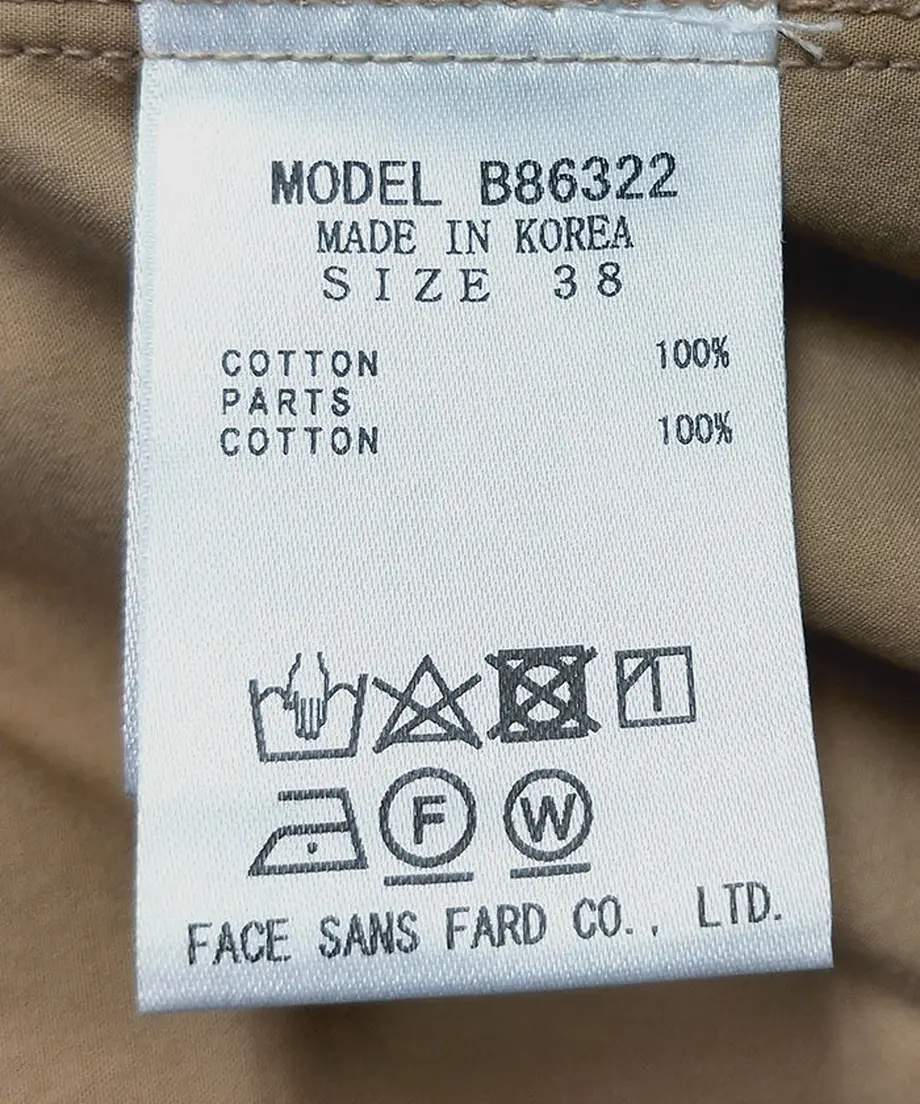 MODEL B86322
MADE IN KOREA
SIZE 38
COTTON 100%
PARTS
COTTON 100%
F W
FACE SANS FARD CO., LTD.